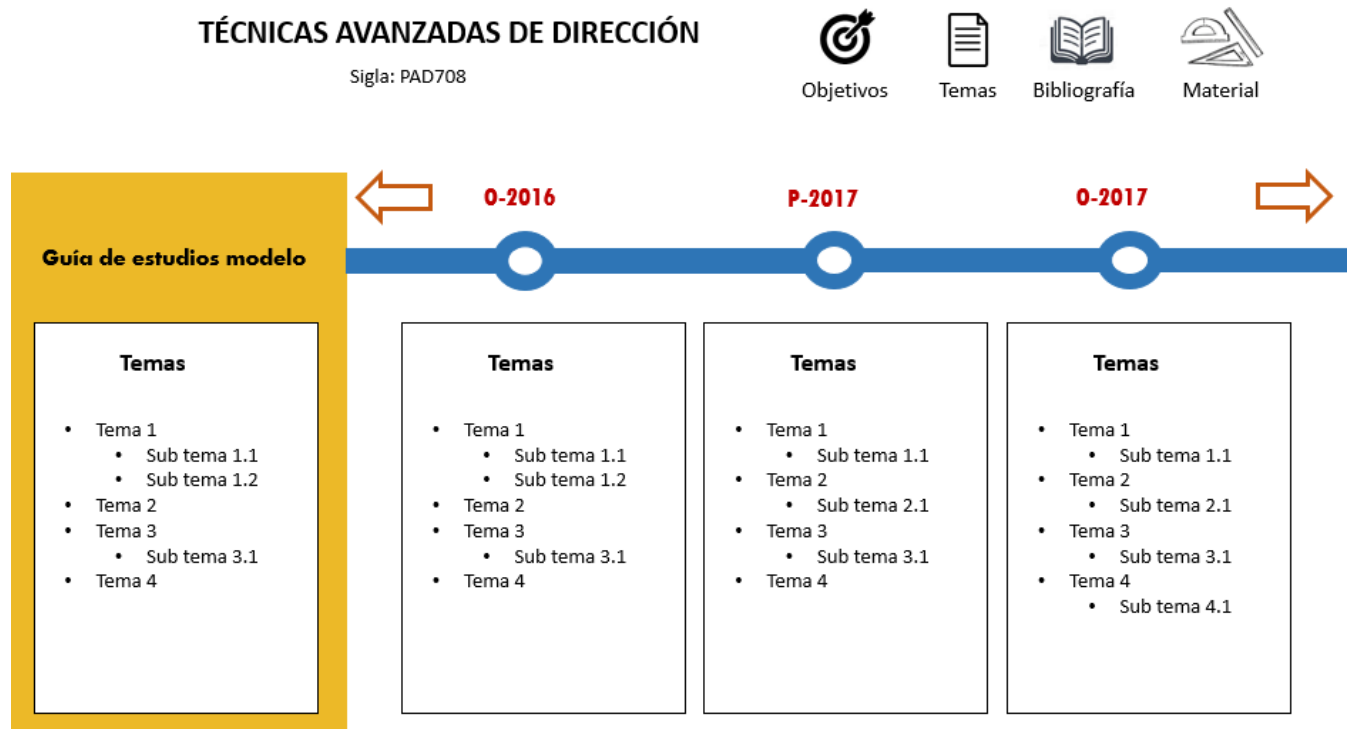 TÉCNICAS AVANZADAS DE DIRECCIÓN
Sigla: PAD708
Objetivos
Temas
Bibliografía
Material
O-2016
P-2017
O-2017
Guía de estudios modelo
Temas
• Tema 1
• Sub tema 1.1
• Sub tema 1.2
• Tema 2
• Tema 3
• Sub tema 3.1
• Tema 4
Temas
• Tema 1
• Sub tema 1.1
• Sub tema 1.2
• Tema 2
• Tema 3
• Sub tema 3.1
• Tema 4
Temas
• Tema 1
• Sub tema 1.1
• Tema 2
• Sub tema 2.1
• Tema 3
• Sub tema 3.1
• Tema 4
Temas
• Tema 1
• Sub tema 1.1
• Tema 2
• Sub tema 2.1
• Tema 3
• Sub tema 3.1
• Tema 4
• Sub tema 4.1